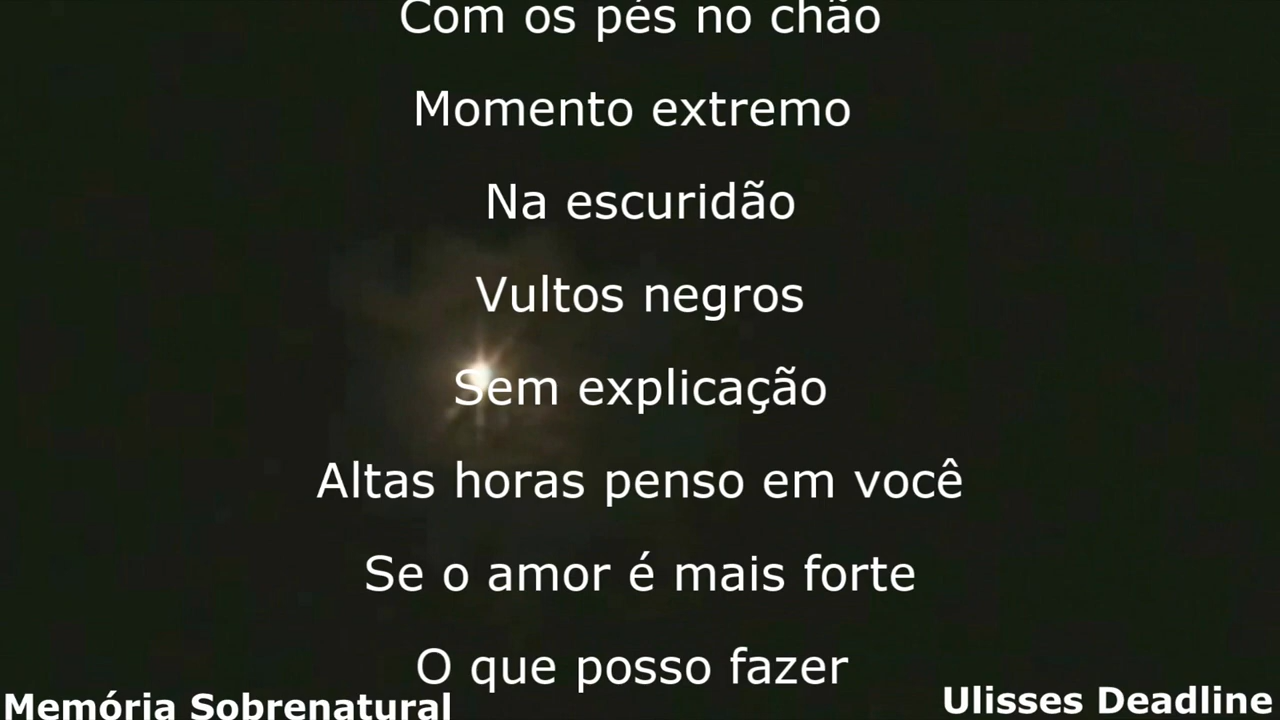 Com os pés no chão
Momento extremo
Na escuridão
Vultos negros
Sem explicação
Altas horas penso em você
Se o amor é mais forte
O que posso fazer
Memória Sobrenatural
Ulisses Deadline